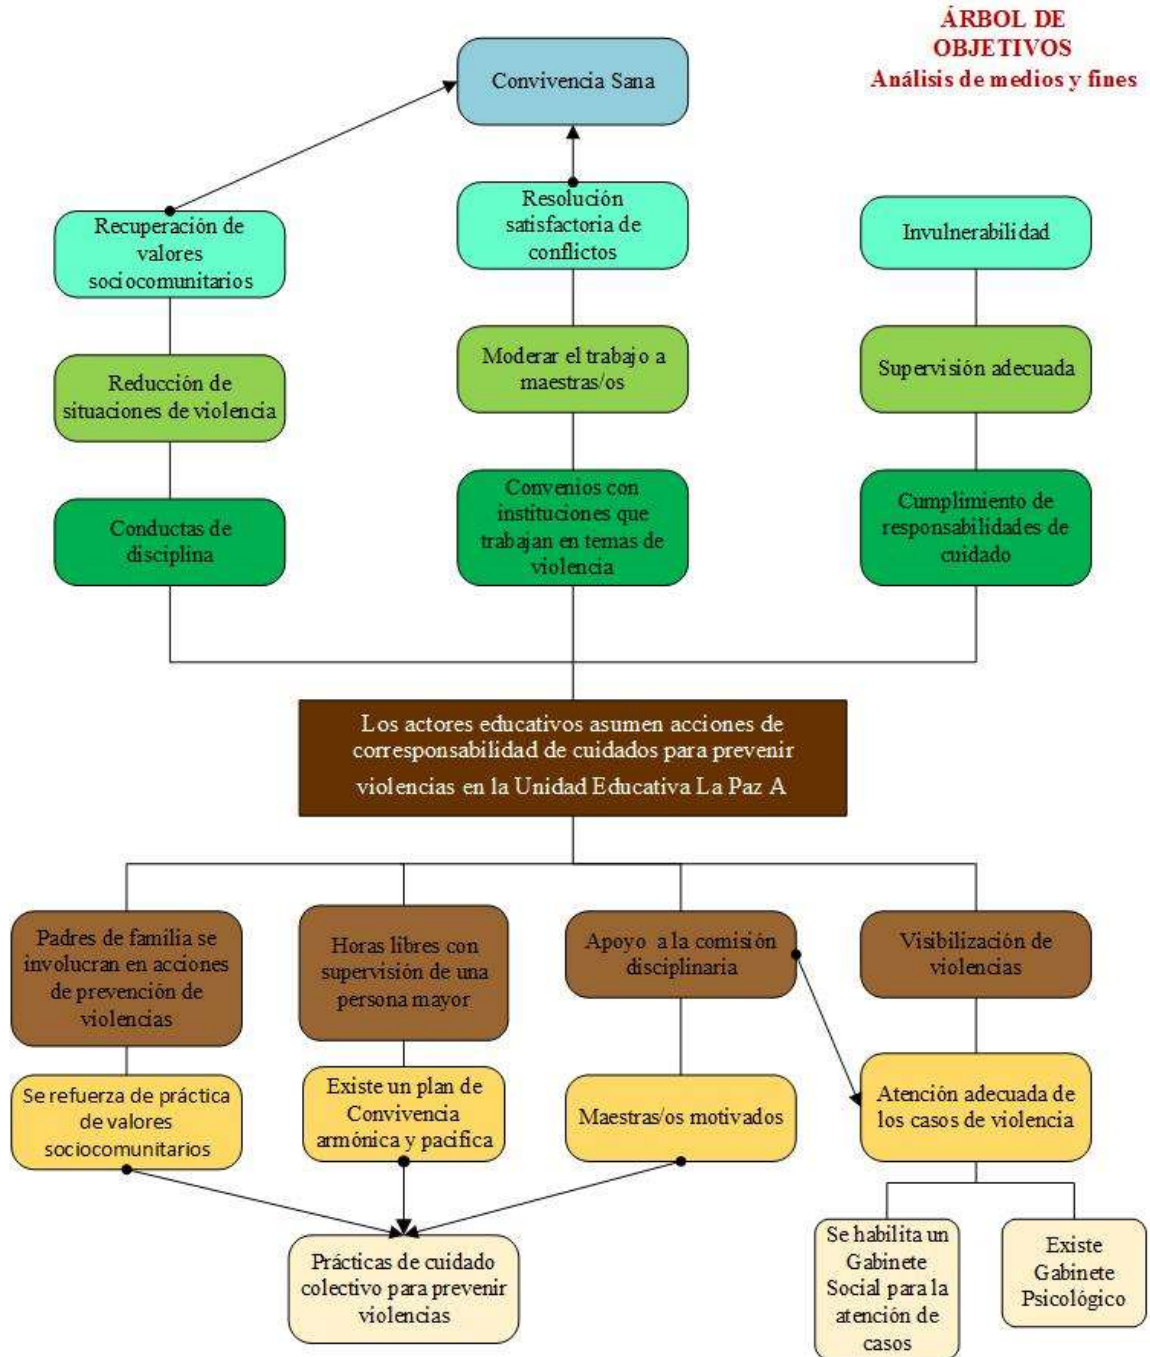 ÁRBOL DE
OBJETIVOS
Análisis de medios y fines
Convivencia Sana
Recuperación de
valores
sociocomunitarios
Resolución
satisfactoria de
conflictos
Invulnerabilidad
Reducción de
situaciones de violencia
Moderar el trabajo a
maestras/os
Supervisión adecuada
Conductas de
disciplina
Convenios con
instituciones que
trabajan en temas de
violencia
Cumplimiento de
responsabilidades de
cuidado
Los actores educativos asumen acciones de
corresponsabilidad de cuidados para prevenir
violencias en la Unidad Educativa La Paz A
Padres de familia se
involucran en acciones
de prevención de
violencias
Horas libres con
supervisión de una
persona mayor
Apoyo a la comisión
disciplinaria
Visibilización de
violencias
Se refuerza de práctica
de valores
sociocomunitarios
Existe un plan de
Convivencia
armónica y pacifica
Maestras/os motivados
Atención adecuada de
los casos de violencia
Prácticas de cuidado
colectivo para prevenir
violencias
Se habilita un
Gabinete
Social para la
atención de
casos
Existe
Gabinete
Psicológico